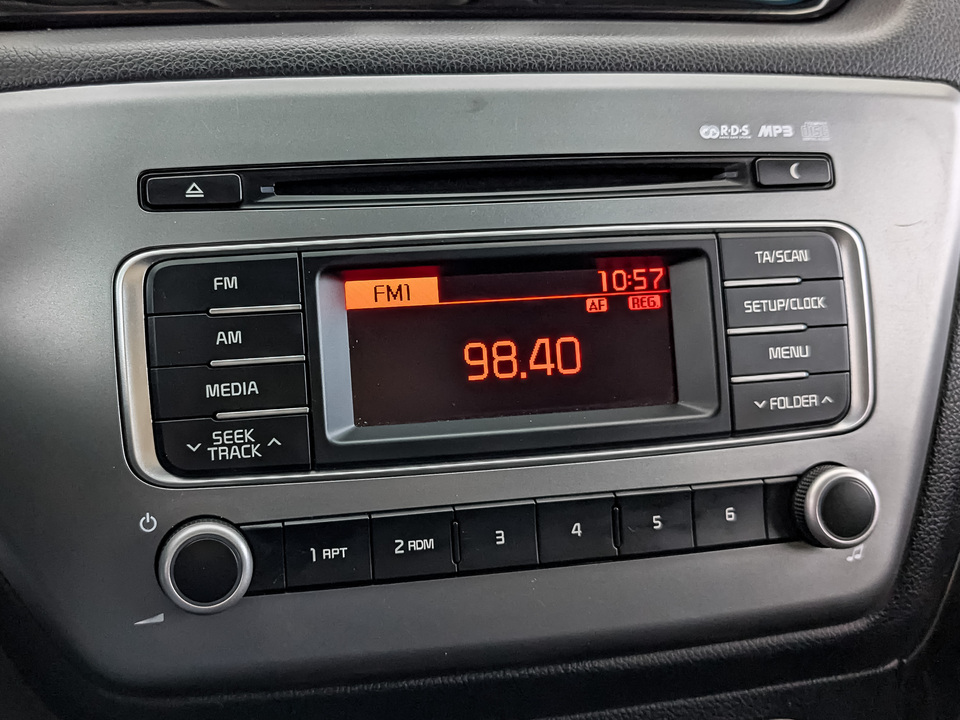 R·D·S MP3
FM
AM
MEDIA
SEEK
TRACK
FM1
10:57
AF REG
98.40
TA/SCAN
SETUP/CLOCK
MENU
FOLDER
1 RPT
2 RDM
3
4
5
6